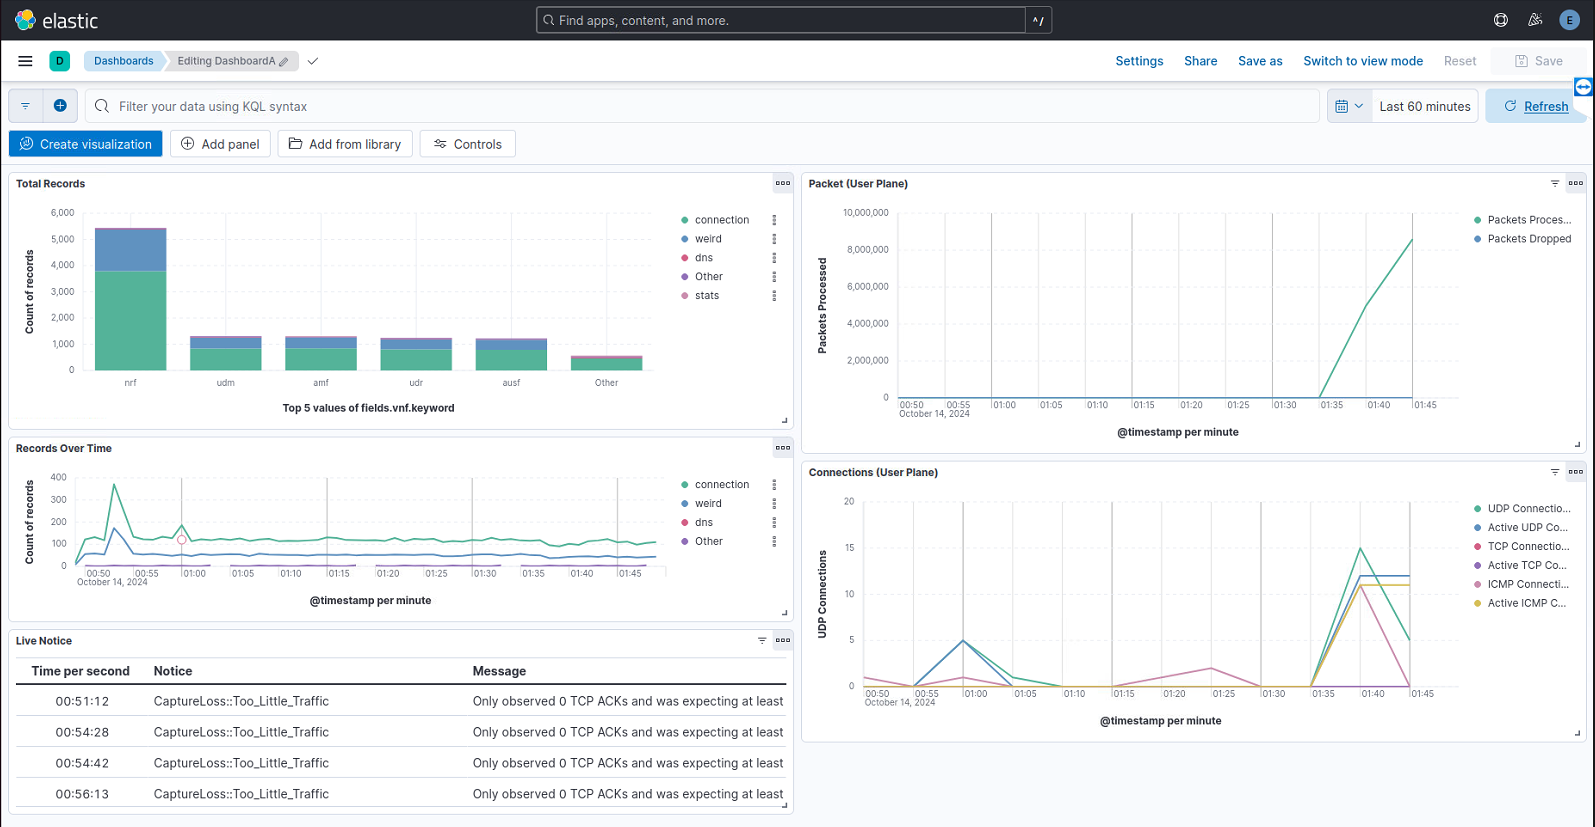 elastic
Find apps, content, and more.
^/
E
D
Dashboards
Editing DashboardA
Settings
Share
Save as
Switch to view mode
Reset
Save
Filter your data using KQL syntax
Last 60 minutes
Refresh
Create visualization
Add panel
Add from library
Controls
Total Records
Count of records
6,000
5,000
4,000
3,000
2,000
1,000
0
nrf
udm
amf
udr
ausf
Other
Top 5 values of fields.vnf.keyword
connection
weird
dns
Other
stats
Packet (User Plane)
Packets Processed
10,000,000
8,000,000
6,000,000
4,000,000
2,000,000
0
00:50
00:55
01:00
01:05
01:10
01:15
01:20
01:25
01:30
01:35
01:40
01:45
October 14, 2024
@timestamp per minute
Packets Proces...
Packets Dropped
Records Over Time
Count of records
400
300
200
100
0
00:50
00:55
01:00
01:05
01:10
01:15
01:20
01:25
01:30
01:35
01:40
01:45
October 14, 2024
@timestamp per minute
connection
weird
dns
Other
Connections (User Plane)
UDP Connections
20
15
10
5
0
00:50
00:55
01:00
01:05
01:10
01:15
01:20
01:25
01:30
01:35
01:40
01:45
October 14, 2024
@timestamp per minute
UDP Connectio...
Active UDP Co...
TCP Connectio...
Active TCP Co...
ICMP Connecti...
Active ICMP C...
Live Notice
Time per second Notice Message
00:51:12 CaptureLoss::Too_Little_Traffic Only observed 0 TCP ACKs and was expecting at least
00:54:28 CaptureLoss::Too_Little_Traffic Only observed 0 TCP ACKs and was expecting at least
00:54:42 CaptureLoss::Too_Little_Traffic Only observed 0 TCP ACKs and was expecting at least
00:56:13 CaptureLoss::Too_Little_Traffic Only observed 0 TCP ACKs and was expecting at least